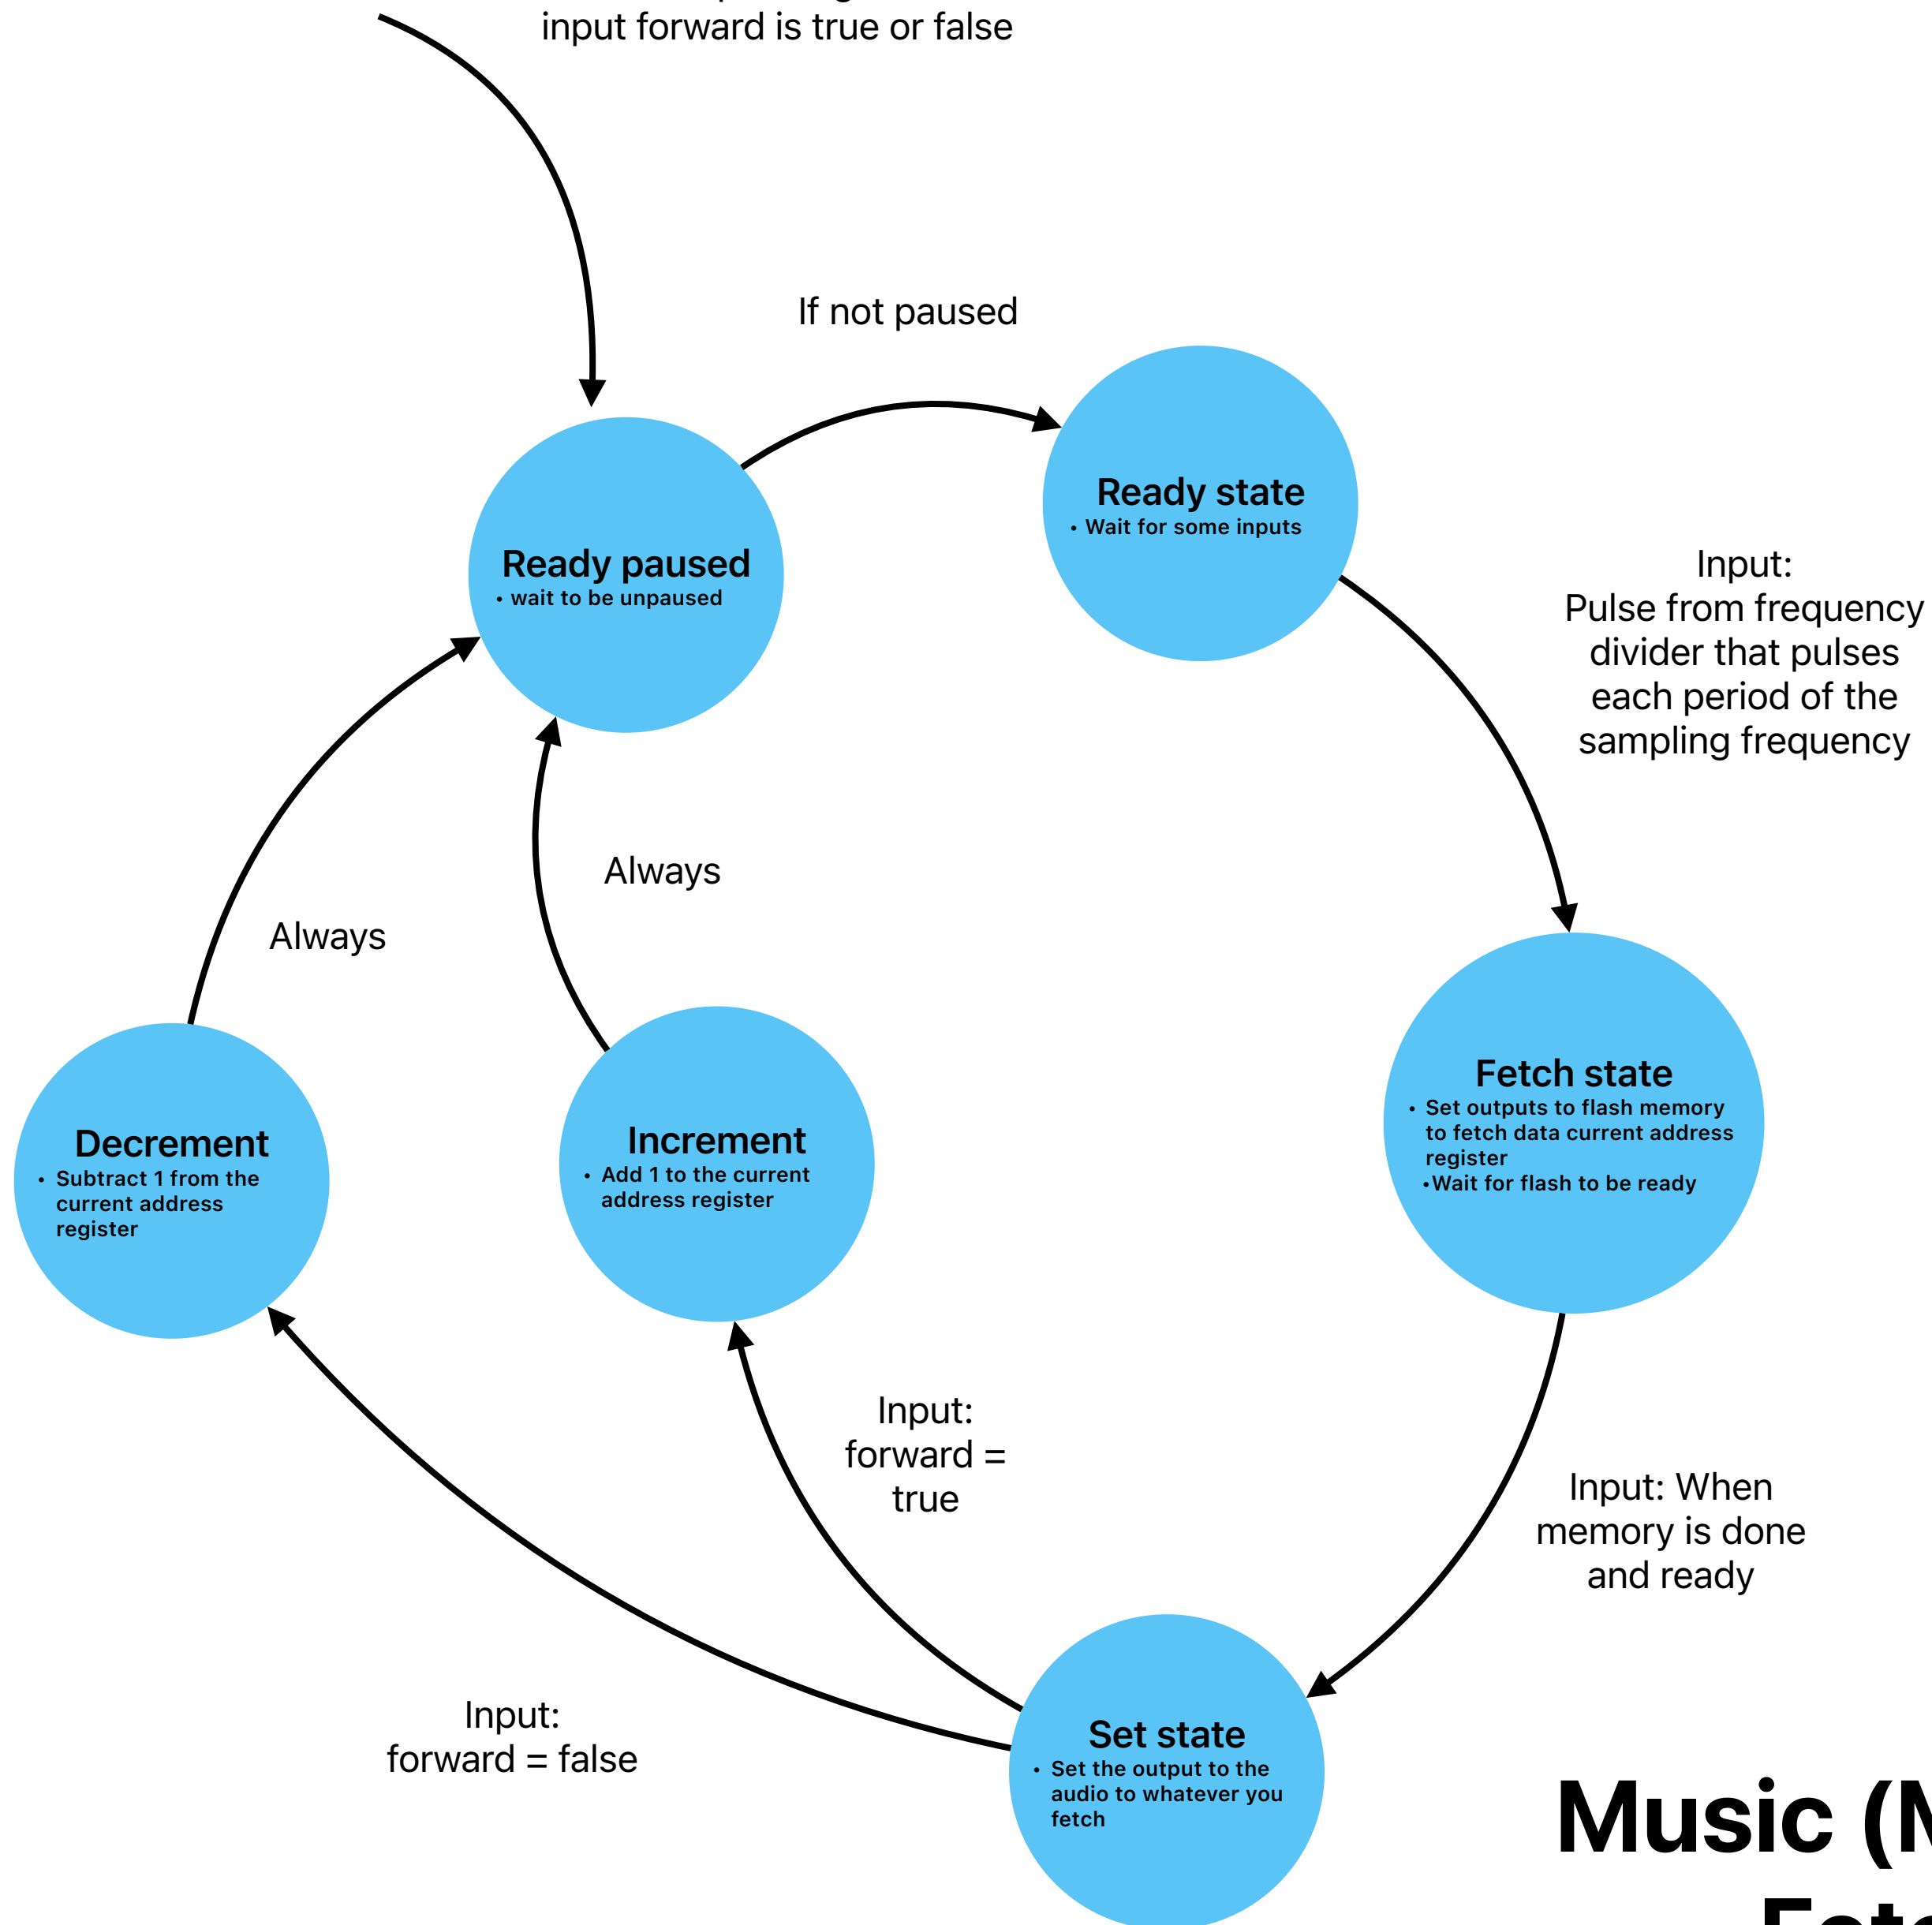 input forward is true or false
If not paused
Ready state
• Wait for some inputs
Ready paused
• wait to be unpaused
Input:
Pulse from frequency
divider that pulses
each period of the
sampling frequency
Always
Always
Fetch state
• Set outputs to flash memory
to fetch data current address
register
•Wait for flash to be ready
Decrement
• Subtract 1 from the
current address
register
Increment
• Add 1 to the current
address register
Input:
forward =
true
Input: When
memory is done
and ready
Input:
forward = false
Set state
• Set the output to the
audio to whatever you
fetch
Music (M